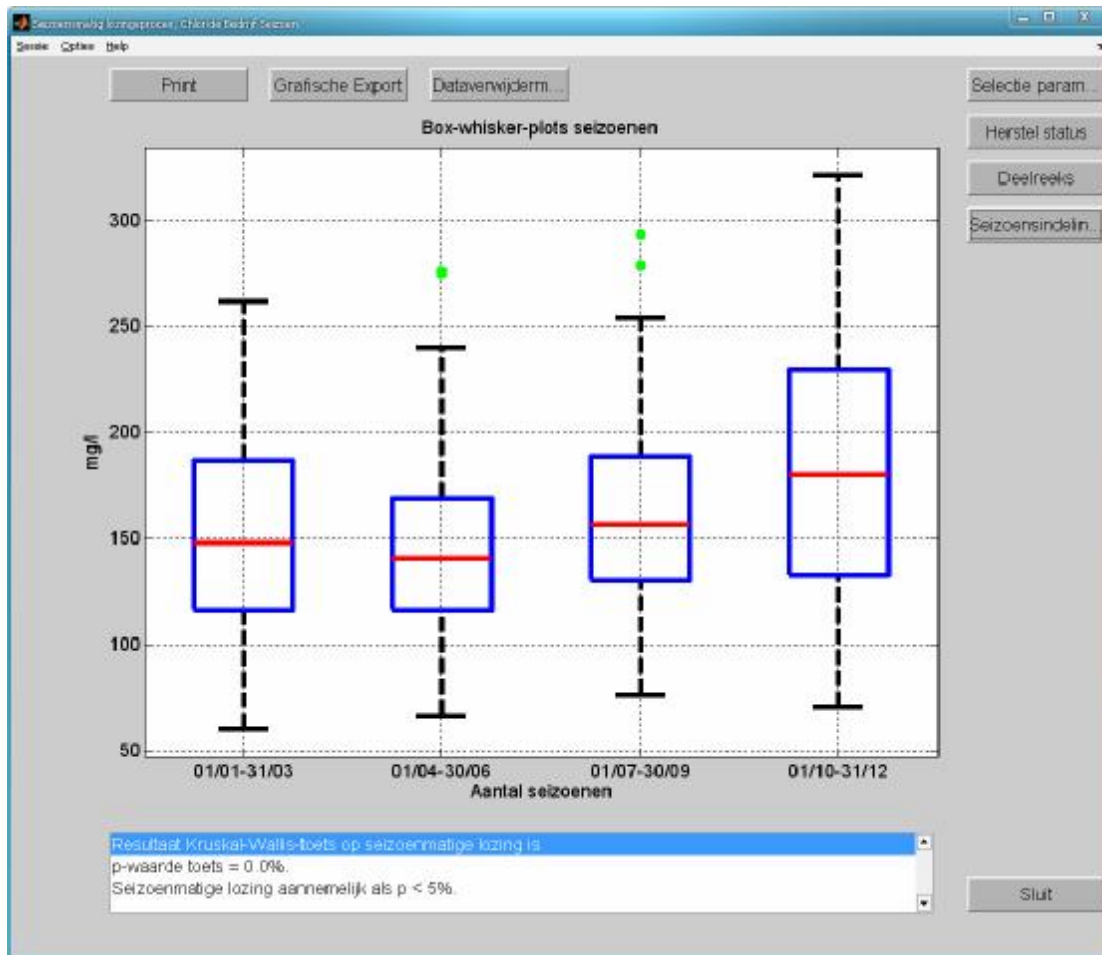 Seizoensmatig lozingsproces, Chloride Bedrijf Seizoen
Sessie Opties Help
Print Grafische Export Dataverwijderm...
Selectie param...
Herstel status
Deelreeks
Seizoensindelin...
Box-whisker-plots seizoenen
mg/l
300
250
200
150
100
50
01/01-31/03 01/04-30/06 01/07-30/09 01/10-31/12
Aantal seizoenen
Resultaat Kruskal-Wallis-toets op seizoenmatige lozing is
p-waarde toets = 0.0%.
Seizoenmatige lozing aannemelijk als p < 5%.
Sluit